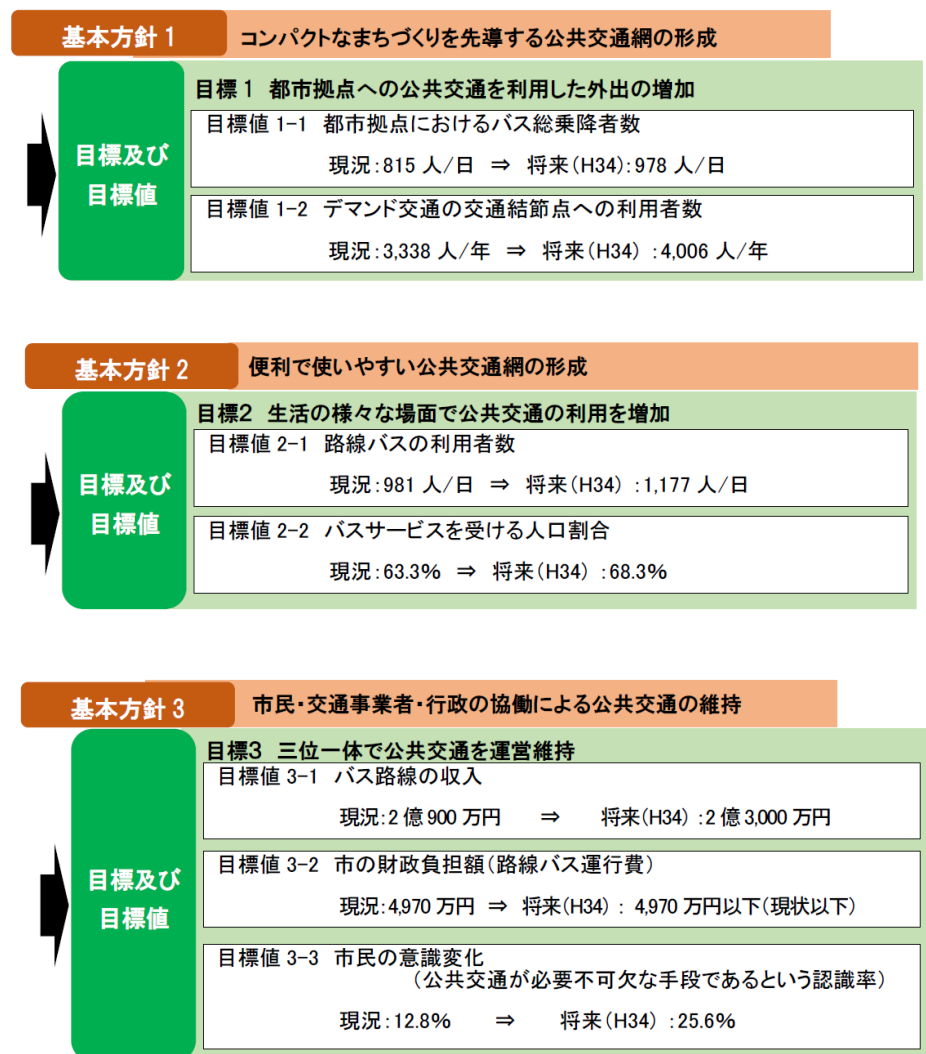 基本方針 1
コンパクトなまちづくりを先導する公共交通網の形成
目標及び
目標値
目標 1 都市拠点への公共交通を利用した外出の増加
目標値 1-1 都市拠点におけるバス総乗降者数
現況:815 人/日 ⇒ 将来(H34):978 人/日
目標値 1-2 デマンド交通の交通結節点への利用者数
現況:3,338 人/年 ⇒ 将来(H34) :4,006 人/年
基本方針 2
便利で使いやすい公共交通網の形成
目標及び
目標値
目標2 生活の様々な場面で公共交通の利用を増加
目標値 2-1 路線バスの利用者数
現況:981 人/日 ⇒ 将来(H34) :1,177 人/日
目標値 2-2 バスサービスを受ける人口割合
現況:63.3% ⇒ 将来(H34) :68.3%
基本方針 3
市民・交通事業者・行政の協働による公共交通の維持
目標及び
目標値
目標3 三位一体で公共交通を運営維持
目標値 3-1 バス路線の収入
現況:2 億 900 万円 ⇒ 将来(H34) :2 億 3,000 万円
目標値 3-2 市の財政負担額(路線バス運行費)
現況:4,970 万円 ⇒ 将来(H34) : 4,970 万円以下(現状以下)
目標値 3-3 市民の意識変化
(公共交通が必要不可欠な手段であるという認識率)
現況:12.8% ⇒ 将来(H34) :25.6%